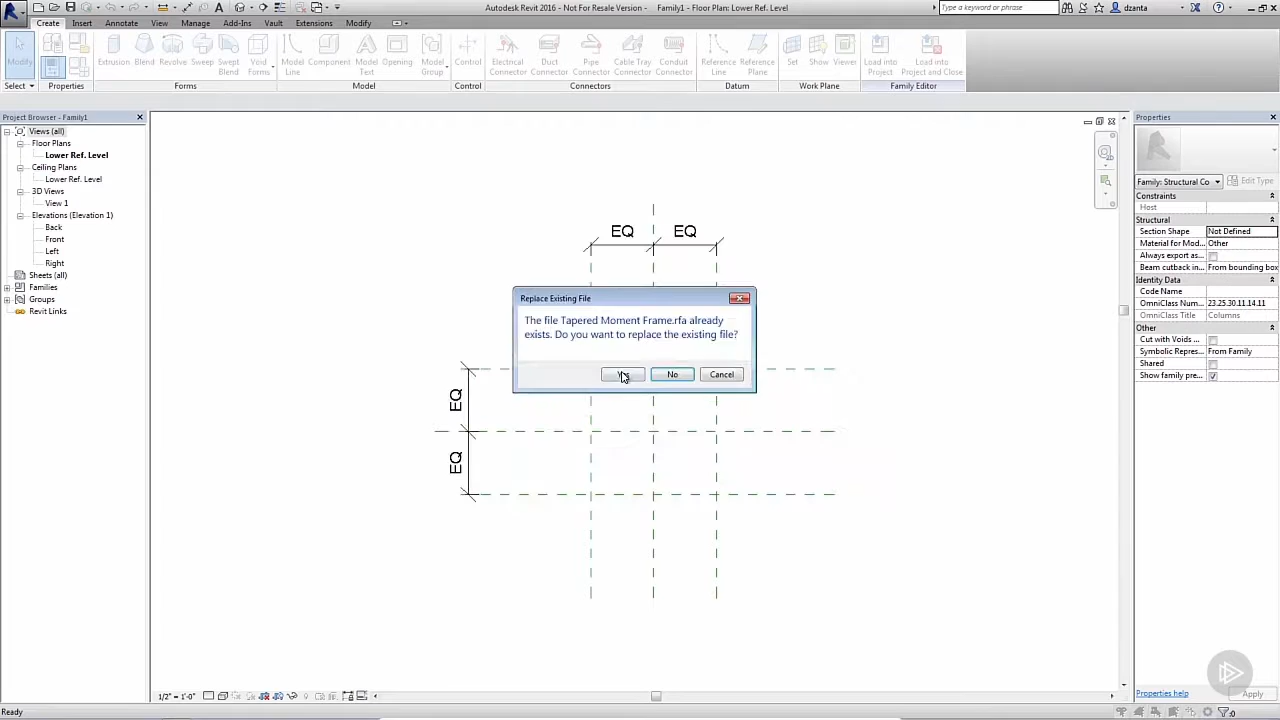 Autodesk Revit 2016 - Not For Resale Version - Family1 - Floor Plan: Lower Ref. Level
Type a keyword or phrase
dzanta
Create Insert Annotate View Manage Add-Ins Vault Extensions Modify
Modify
Extrusion Blend Revolve Sweep Swept Blend Void Forms
Model Line Component Model Text Opening Model Group
Control
Electrical Connector Duct Connector Pipe Connector Cable Tray Connector Conduit Connector
Reference Line Reference Plane
Set Show Viewer
Load into Project Load into Project and Close
Select Properties Forms Model Control Connectors Datum Work Plane Family Editor
Project Browser - Family1
Views (all)
Floor Plans
Lower Ref. Level
Ceiling Plans
Lower Ref. Level
3D Views
View 1
Elevations (Elevation 1)
Back
Front
Left
Right
Sheets (all)
Families
Groups
Revit Links
EQ EQ
EQ
EQ
Replace Existing File
The file Tapered Moment Frame.rfa already
exists. Do you want to replace the existing file?
No Cancel
Properties
Family: Structural Co Edit Type
Constraints
Host
Structural
Section Shape Not Defined
Material for Mod... Other
Always export as...
Beam cutback in... From bounding box
Identity Data
Code Name
OmniClass Num... 23.25.30.11.14.11
OmniClass Title Columns
Other
Cut with Voids ...
Symbolic Repres... From Family
Shared
Show family pre...
Properties help Apply
1/2" = 1'-0"
Ready
:0